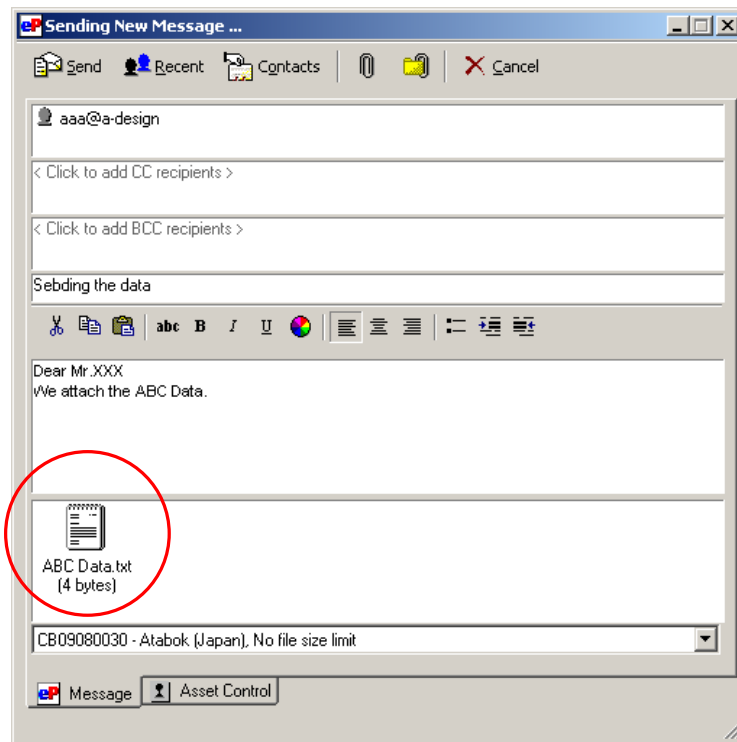 eP Sending New Message ...
Send Recent Contacts Cancel
aaa@a-design
< Click to add CC recipients >
< Click to add BCC recipients >
Sebding the data
abc B I U
Dear Mr.XXX
We attach the ABC Data.
ABC Data.txt
(4 bytes)
CB09080030 - Atabok (Japan), No file size limit
eP Message Asset Control